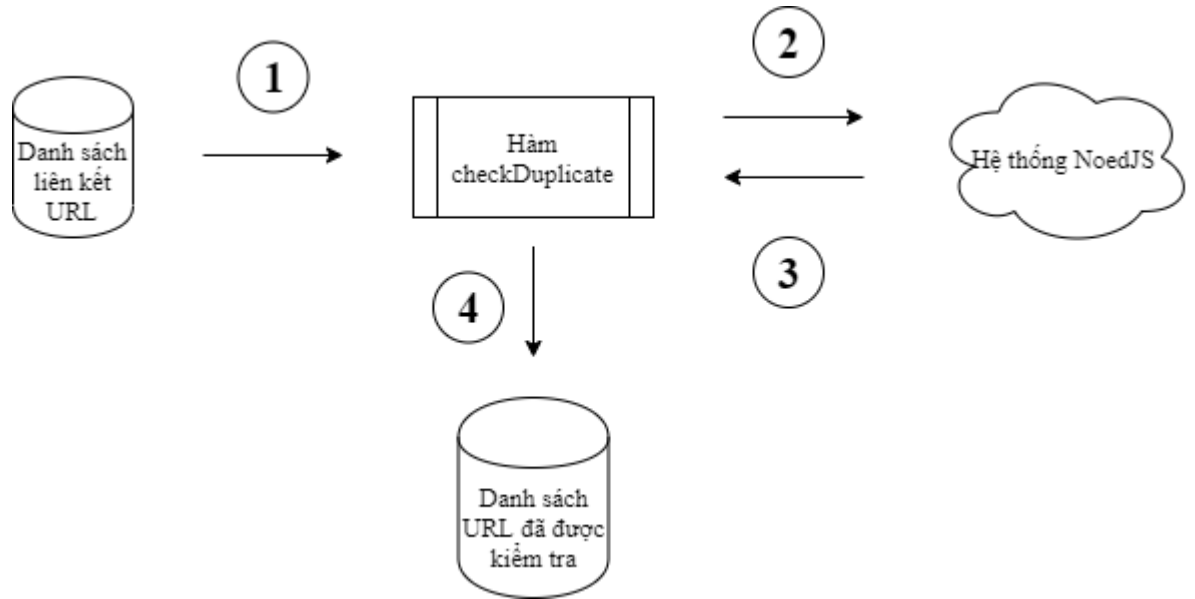 1
2
Danh sách
liên kết
URL
Hàm
checkDuplicate
Hệ thống NoedJS
3
4
Danh sách
URL đã được
kiểm tra